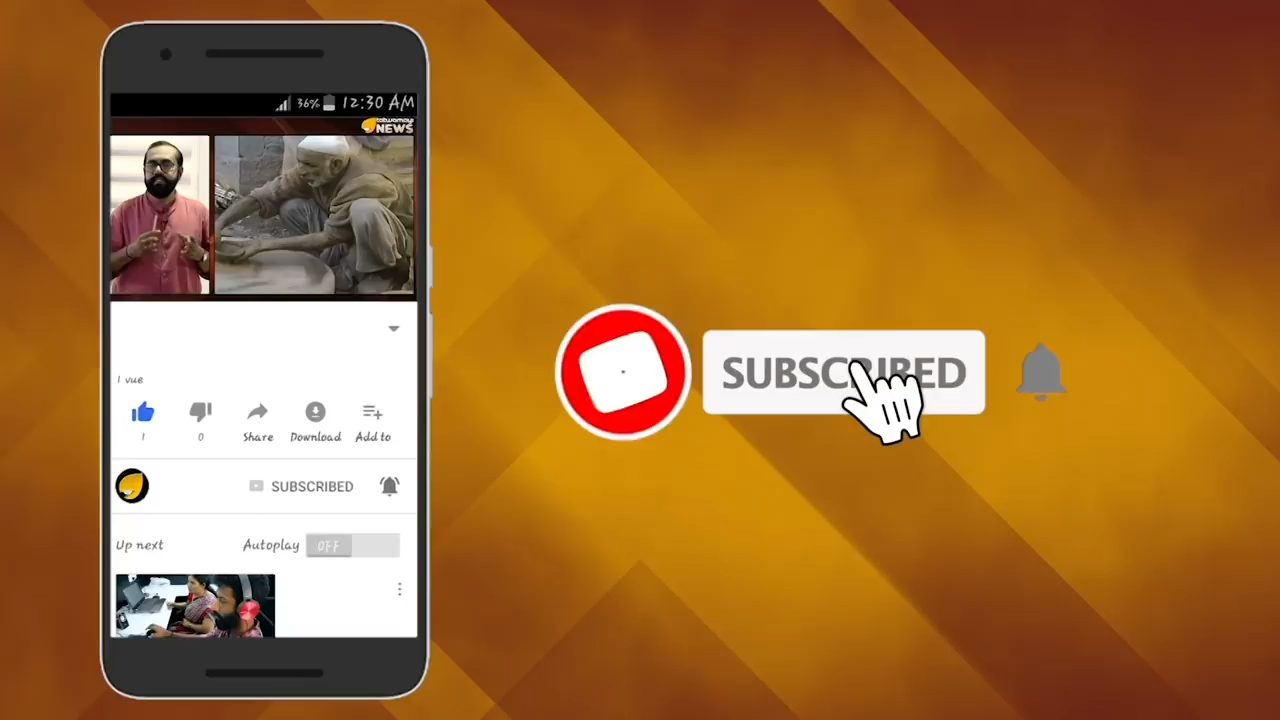 36% 12:30 AM
tatwamayi
NEWS
1 vue
1
0
Share
Download
Add to
SUBSCRIBED
Up next
Autoplay
OFF
SUBSCRIBED